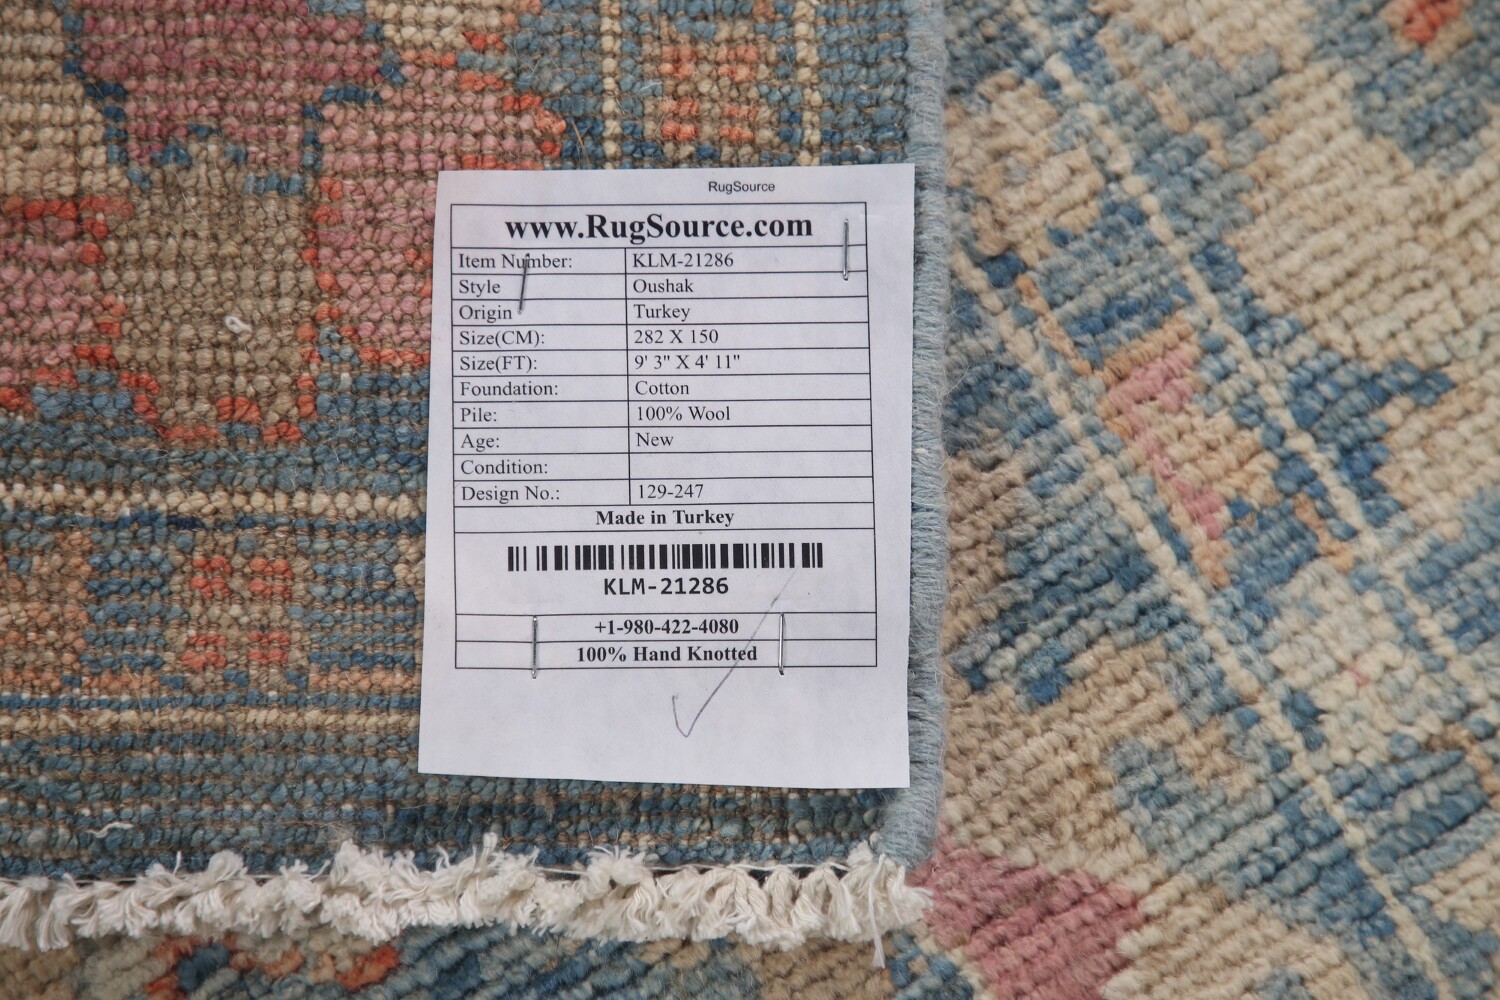 RugSource
www.RugSource.com
Item Number: KLM-21286
Style Oushak
Origin Turkey
Size(CM): 282 X 150
Size(FT): 9' 3" X 4' 11"
Foundation: Cotton
Pile: 100% Wool
Age: New
Condition:
Design No.: 129-247
Made in Turkey
KLM-21286
+1-980-422-4080
100% Hand Knotted